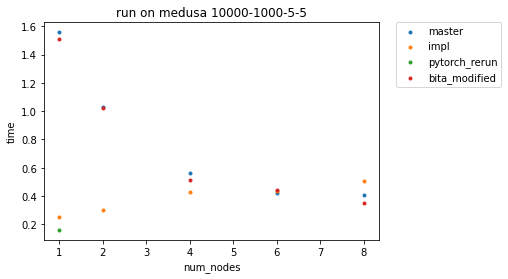 run on medusa 10000-1000-5-5
1.6
1.4
1.2
1.0
0.8
0.6
0.4
0.2
time
1 2 3 4 5 6 7 8
num_nodes
master
impl
pytorch_rerun
bita_modified